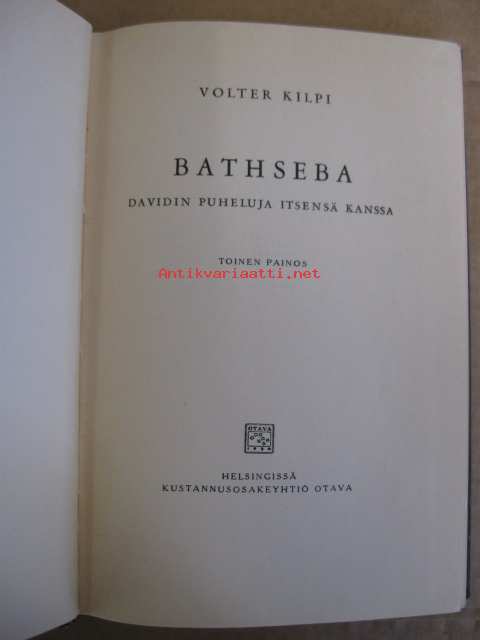 VOLTER KILPI
BATHSEBA
DAVIDIN PUHELUJA ITSENSÄ KANSSA
TOINEN PAINOS
Antikvariaatti.net
OTAVA
HELSINGISSÄ
KUSTANNUSOSAKEYHTIÖ OTAVA